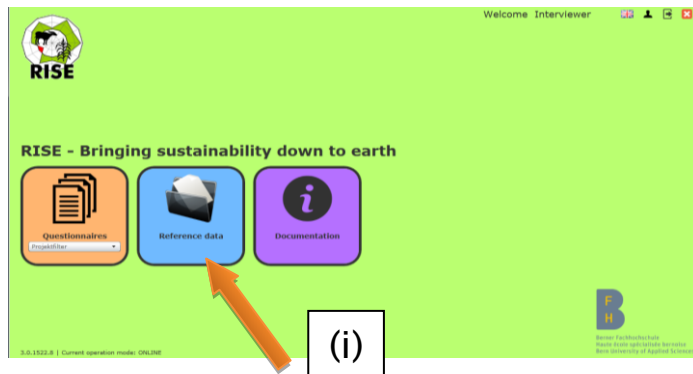 Welcome Interviewer
RISE
RISE - Bringing sustainability down to earth
Questionnaires
Projektfilter
Reference data
i
Documentation
(i)
F
H
B
Berner Fachhochschule
Haute école spécialisée bernoise
Bern University of Applied Sciences
3.0.1522.8 | Current operation mode: ONLINE